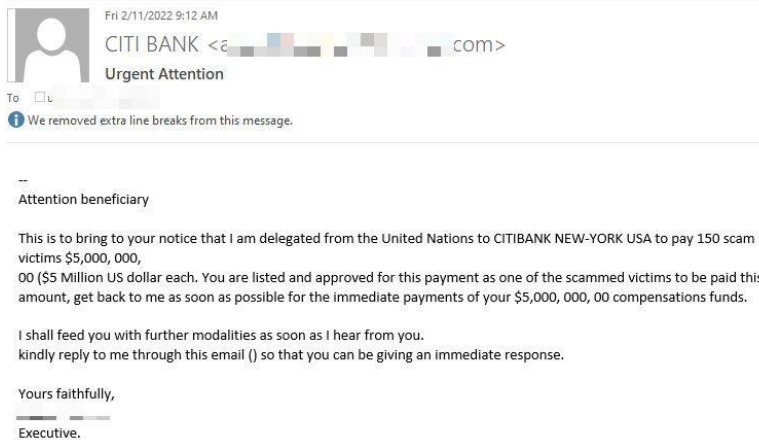 Fri 2/11/2022 9:12 AM
CITI BANK <a com>
Urgent Attention
To
We removed extra line breaks from this message.
--
Attention beneficiary
This is to bring to your notice that I am delegated from the United Nations to CITIBANK NEW-YORK USA to pay 150 scam
victims $5,000, 000,
00 ($5 Million US dollar each. You are listed and approved for this payment as one of the scammed victims to be paid this
amount, get back to me as soon as possible for the immediate payments of your $5,000, 000, 00 compensations funds.
I shall feed you with further modalities as soon as I hear from you.
kindly reply to me through this email () so that you can be giving an immediate response.
Yours faithfully,
Executive.